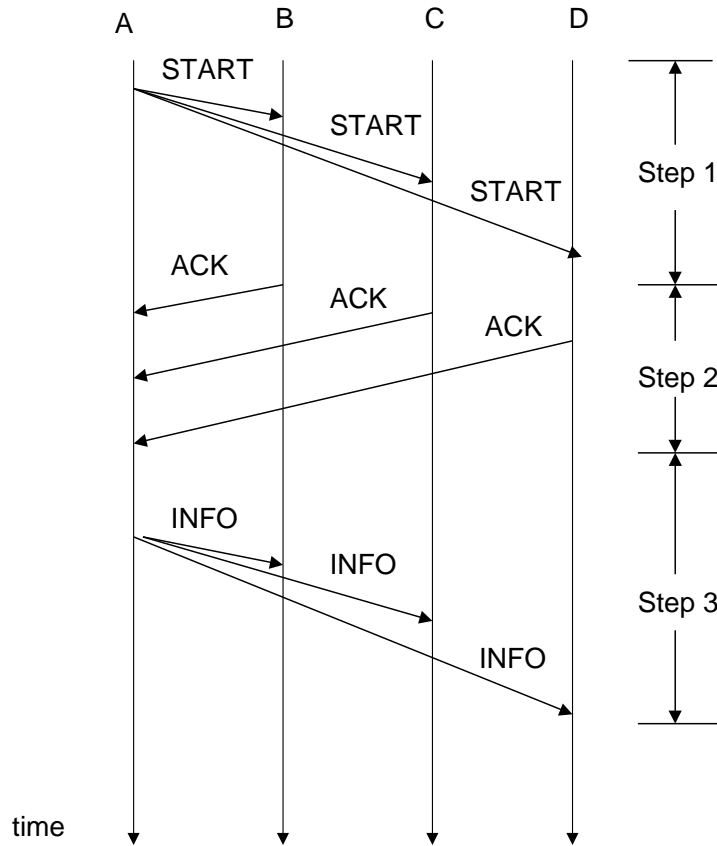 A B C D
START
START
START
Step 1
ACK
ACK
ACK
Step 2
INFO
INFO
INFO
Step 3
time